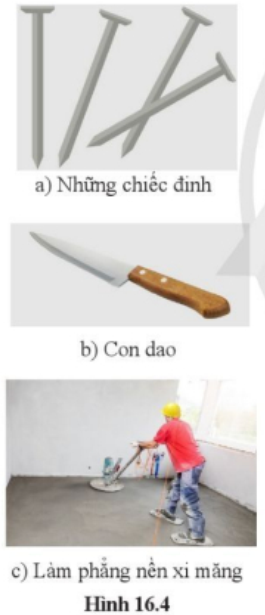 a) Những chiếc đinh
b) Con dao
c) Làm phẳng nền xi măng
Hình 16.4